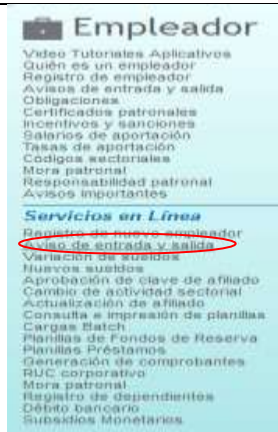 Empleador
Video Tutoriales Aplicativos
Quién es un empleador
Registro de empleador
Avisos de entrada y salida
Obligaciones
Certificados patronales
Incentivos y sanciones
Salarios de aportación
Tasas de aportación
Códigos sectoriales
Mora patronal
Responsabilidad patronal
Avisos importantes
Servicios en Línea
Registro de nuevo empleador
Aviso de entrada y salida
Variación de sueldos
Nuevos sueldos
Aprobación de clave de afiliado
Cambio de actividad sectorial
Actualización de afiliado
Consulta e impresión de planillas
Cargas Batch
Planillas de Fondos de Reserva
Planillas Préstamos
Generación de comprobantes
RUC corporativo
Mora patronal
Registro de dependientes
Débito bancario
Subsidios Monetarios